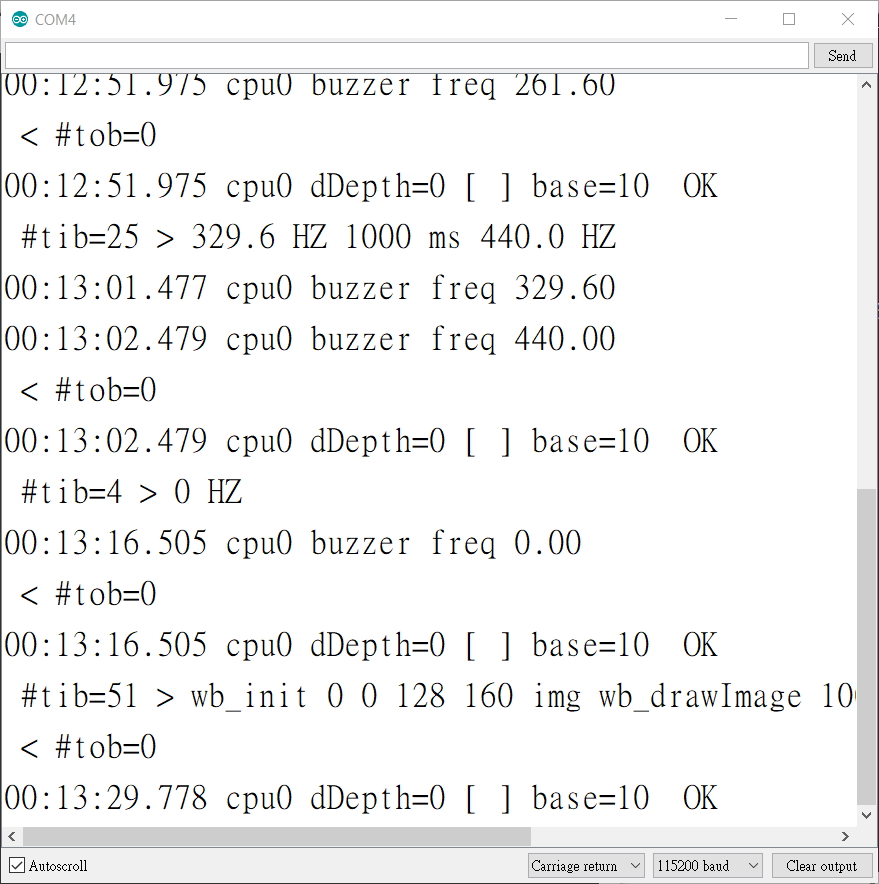 COM4
Send
00:12:51.975 cpu0 buzzer freq 261.60
< #tob=0
00:12:51.975 cpu0 dDepth=0 [ ] base=10 OK
#tib=25 > 329.6 HZ 1000 ms 440.0 HZ
00:13:01.477 cpu0 buzzer freq 329.60
00:13:02.479 cpu0 buzzer freq 440.00
< #tob=0
00:13:02.479 cpu0 dDepth=0 [ ] base=10 OK
#tib=4 > 0 HZ
00:13:16.505 cpu0 buzzer freq 0.00
< #tob=0
00:13:16.505 cpu0 dDepth=0 [ ] base=10 OK
#tib=51 > wb_init 0 0 128 160 img wb_drawImage
< #tob=0
00:13:29.778 cpu0 dDepth=0 [ ] base=10 OK
Autoscroll Carriage return 115200 baud Clear output